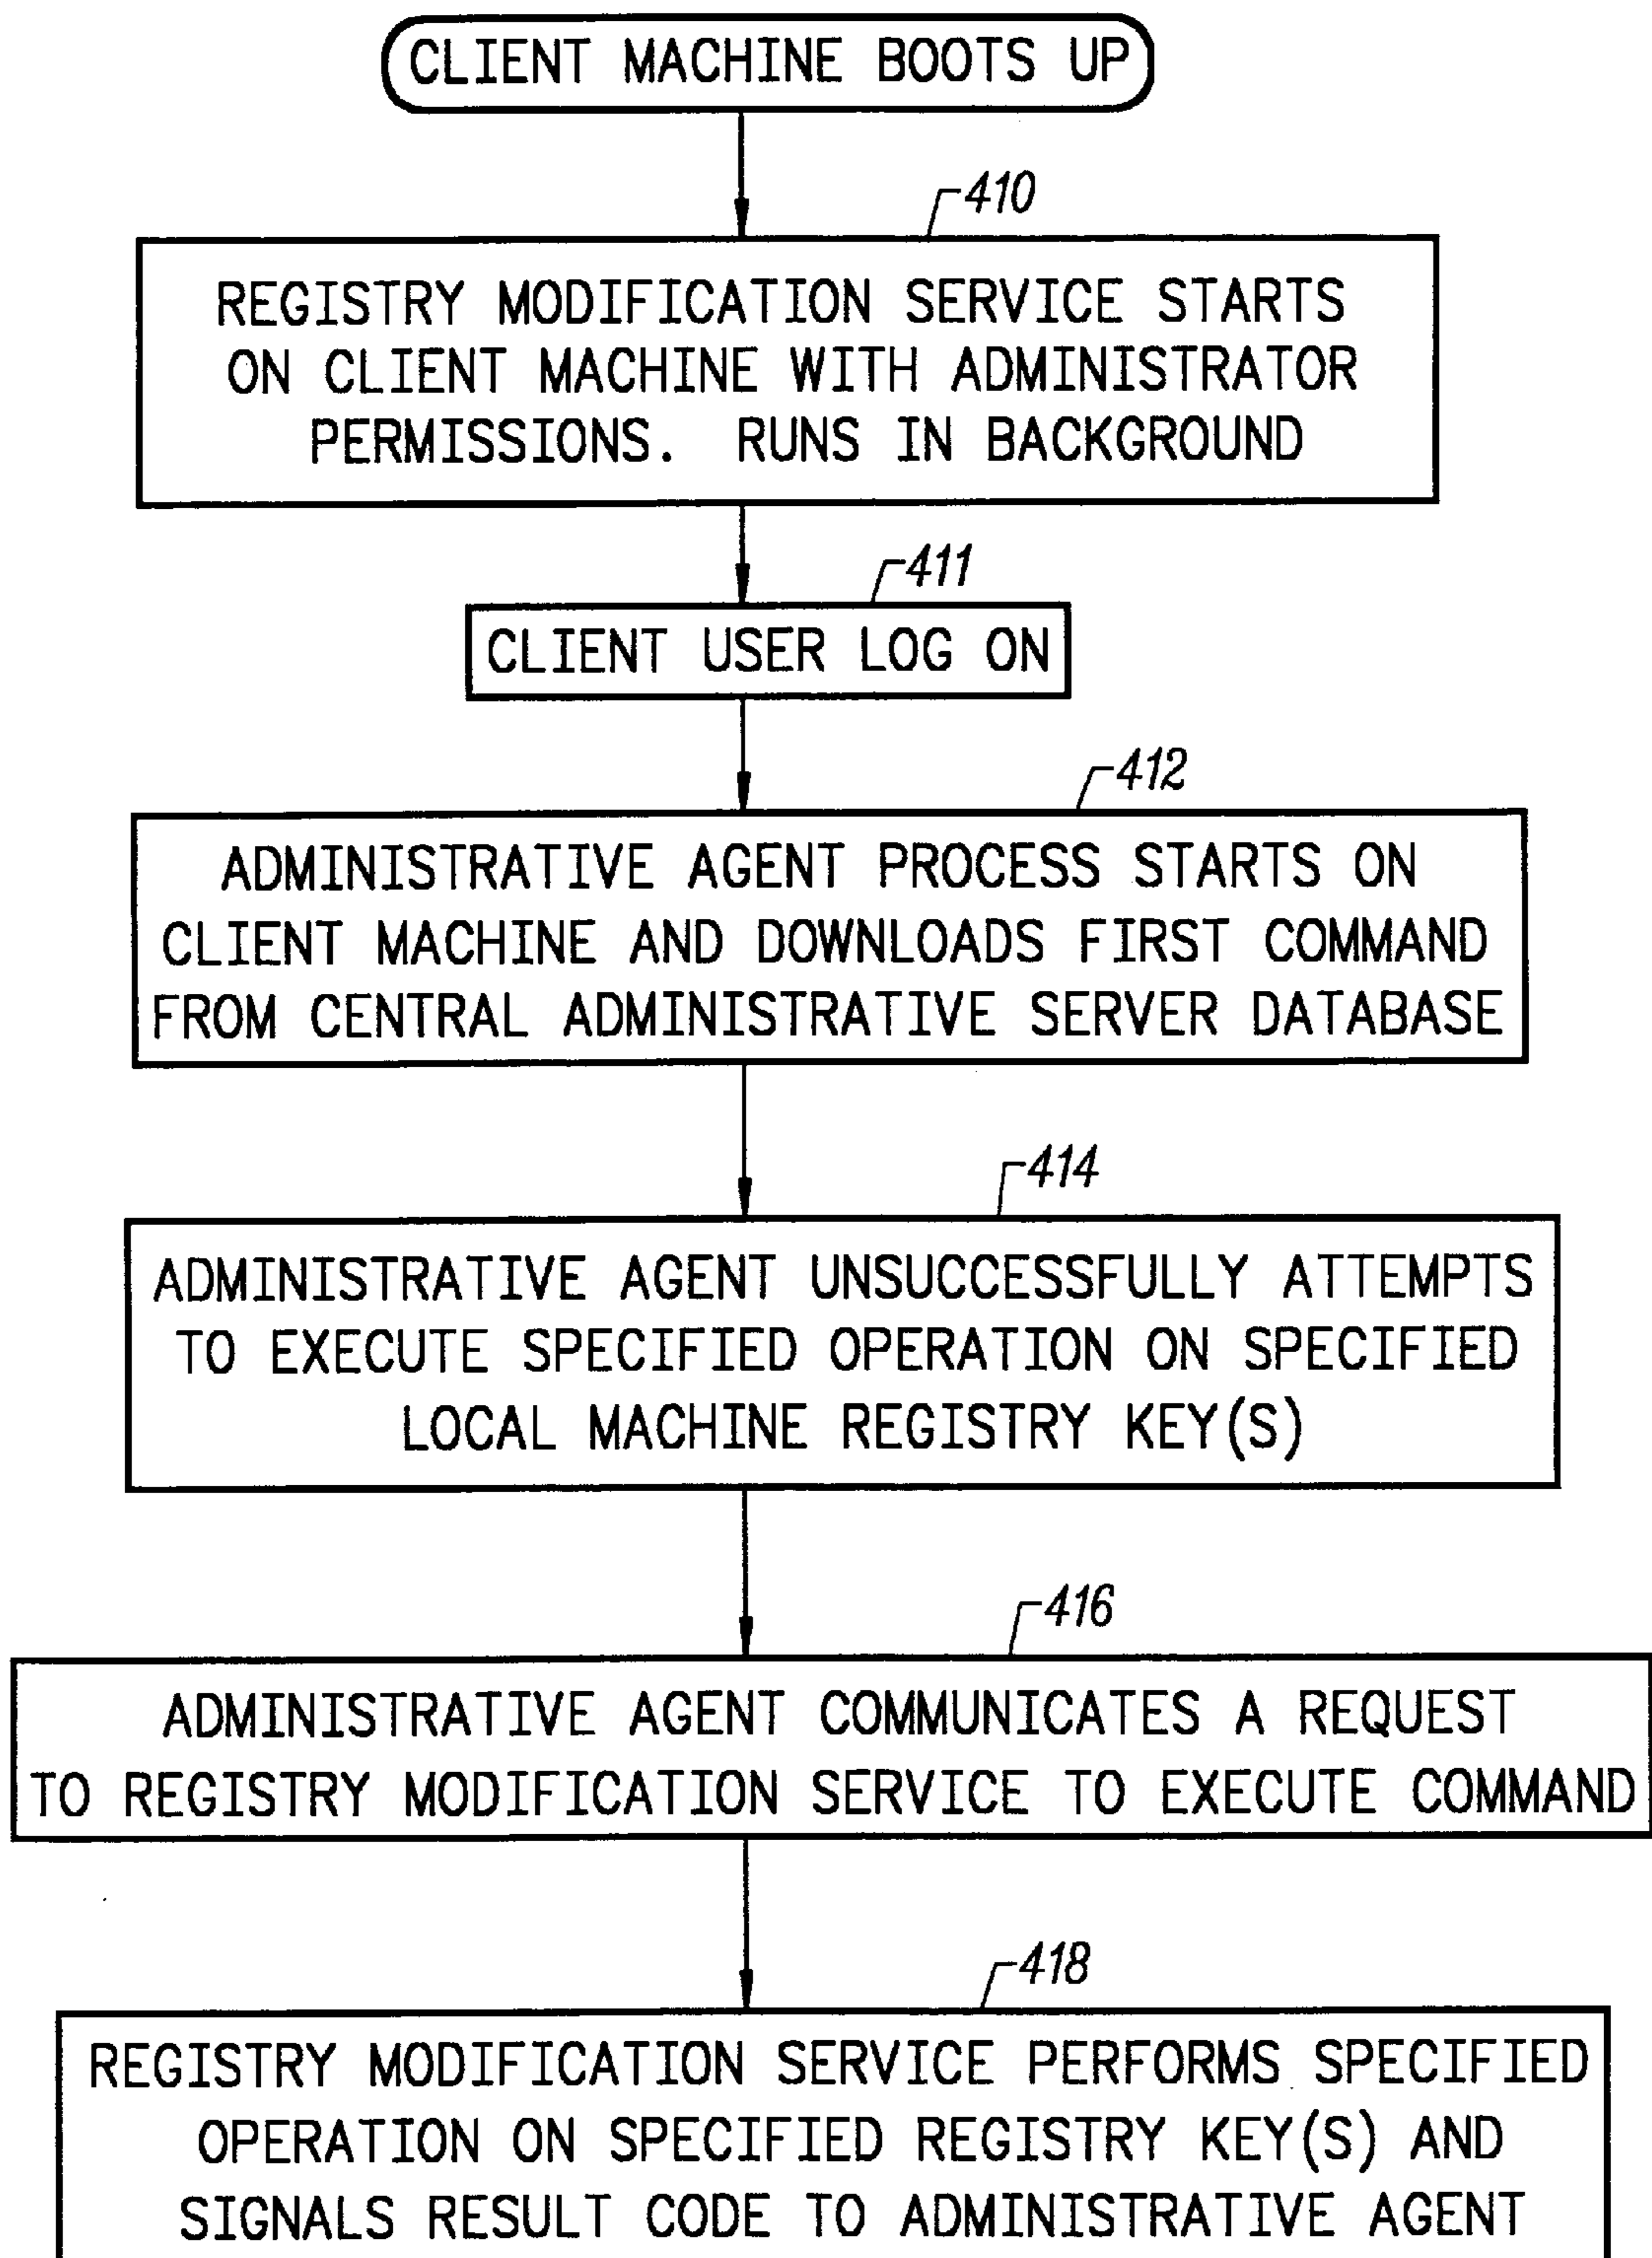 CLIENT MACHINE BOOTS UP
410
REGISTRY MODIFICATION SERVICE STARTS
ON CLIENT MACHINE WITH ADMINISTRATOR
PERMISSIONS. RUNS IN BACKGROUND
411
CLIENT USER LOG ON
412
ADMINISTRATIVE AGENT PROCESS STARTS ON
CLIENT MACHINE AND DOWNLOADS FIRST COMMAND
FROM CENTRAL ADMINISTRATIVE SERVER DATABASE
414
ADMINISTRATIVE AGENT UNSUCCESSFULLY ATTEMPTS
TO EXECUTE SPECIFIED OPERATION ON SPECIFIED
LOCAL MACHINE REGISTRY KEY(S)
416
ADMINISTRATIVE AGENT COMMUNICATES A REQUEST
TO REGISTRY MODIFICATION SERVICE TO EXECUTE COMMAND
418
REGISTRY MODIFICATION SERVICE PERFORMS SPECIFIED
OPERATION ON SPECIFIED REGISTRY KEY(S) AND
SIGNALS RESULT CODE TO ADMINISTRATIVE AGENT